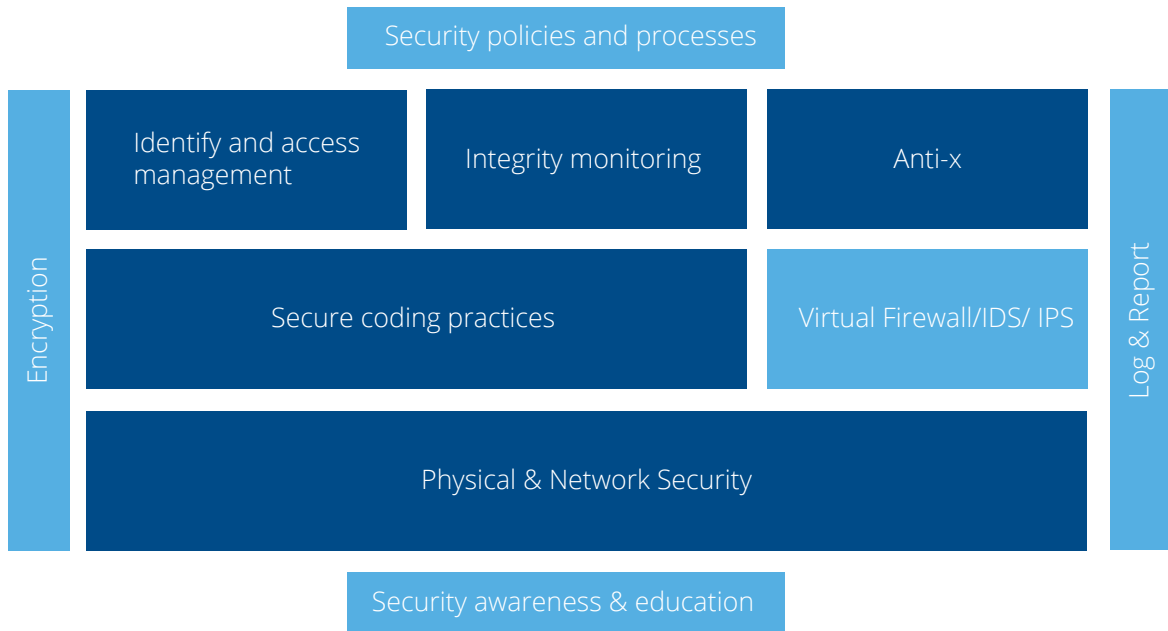 Security policies and processes
Encryption
Identify and access
management
Integrity monitoring
Anti-x
Log & Report
Secure coding practices
Virtual Firewall/IDS/ IPS
Physical & Network Security
Security awareness & education